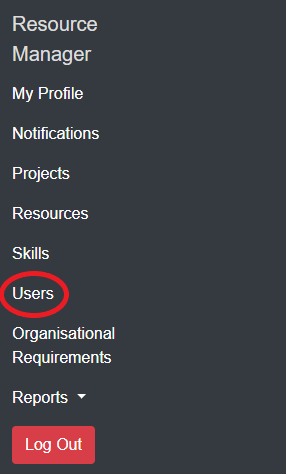 Resource
Manager
My Profile
Notifications
Projects
Resources
Skills
Users
Organisational
Requirements
Reports
Log Out